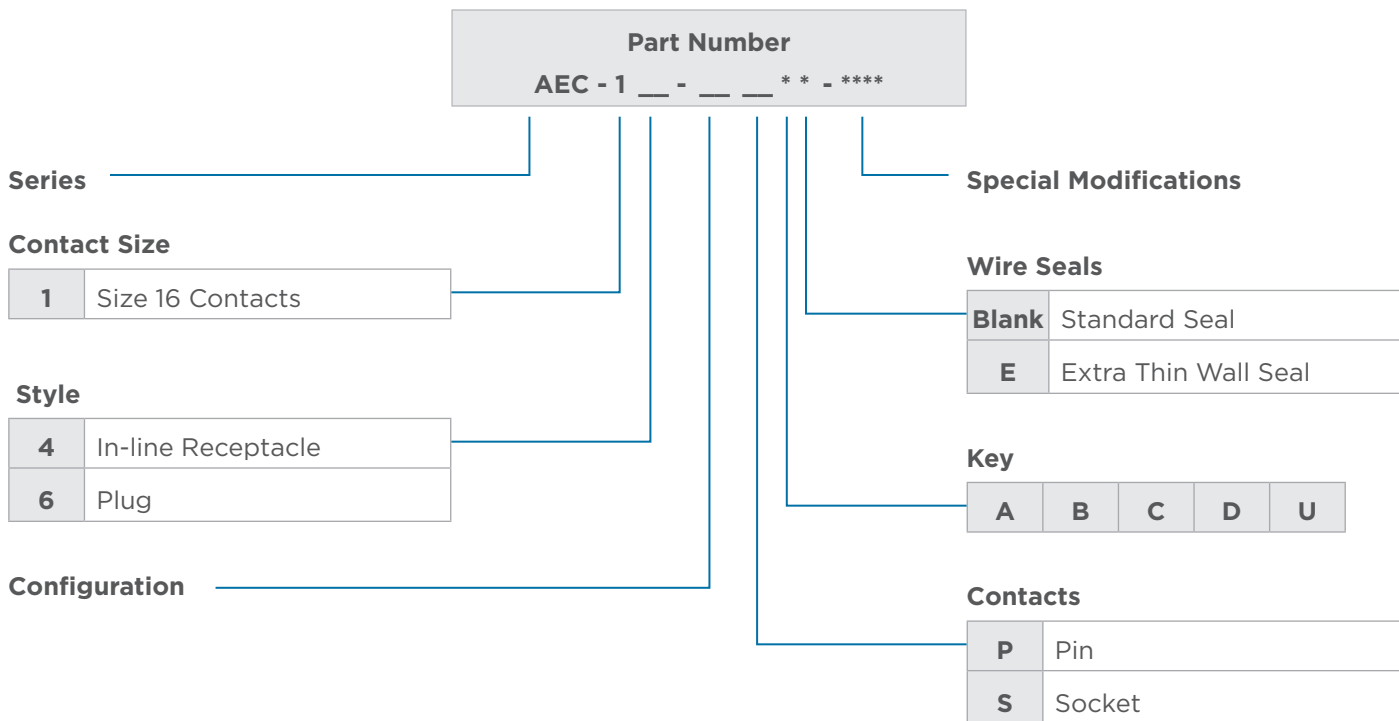 Part Number
AEC - 1 __ - __ __ * * - ****
Series
Contact Size
1 Size 16 Contacts
Style
4 In-line Receptacle
6 Plug
Configuration
Special Modifications
Wire Seals
Blank Standard Seal
E Extra Thin Wall Seal
Key
A B C D U
Contacts
P Pin
S Socket